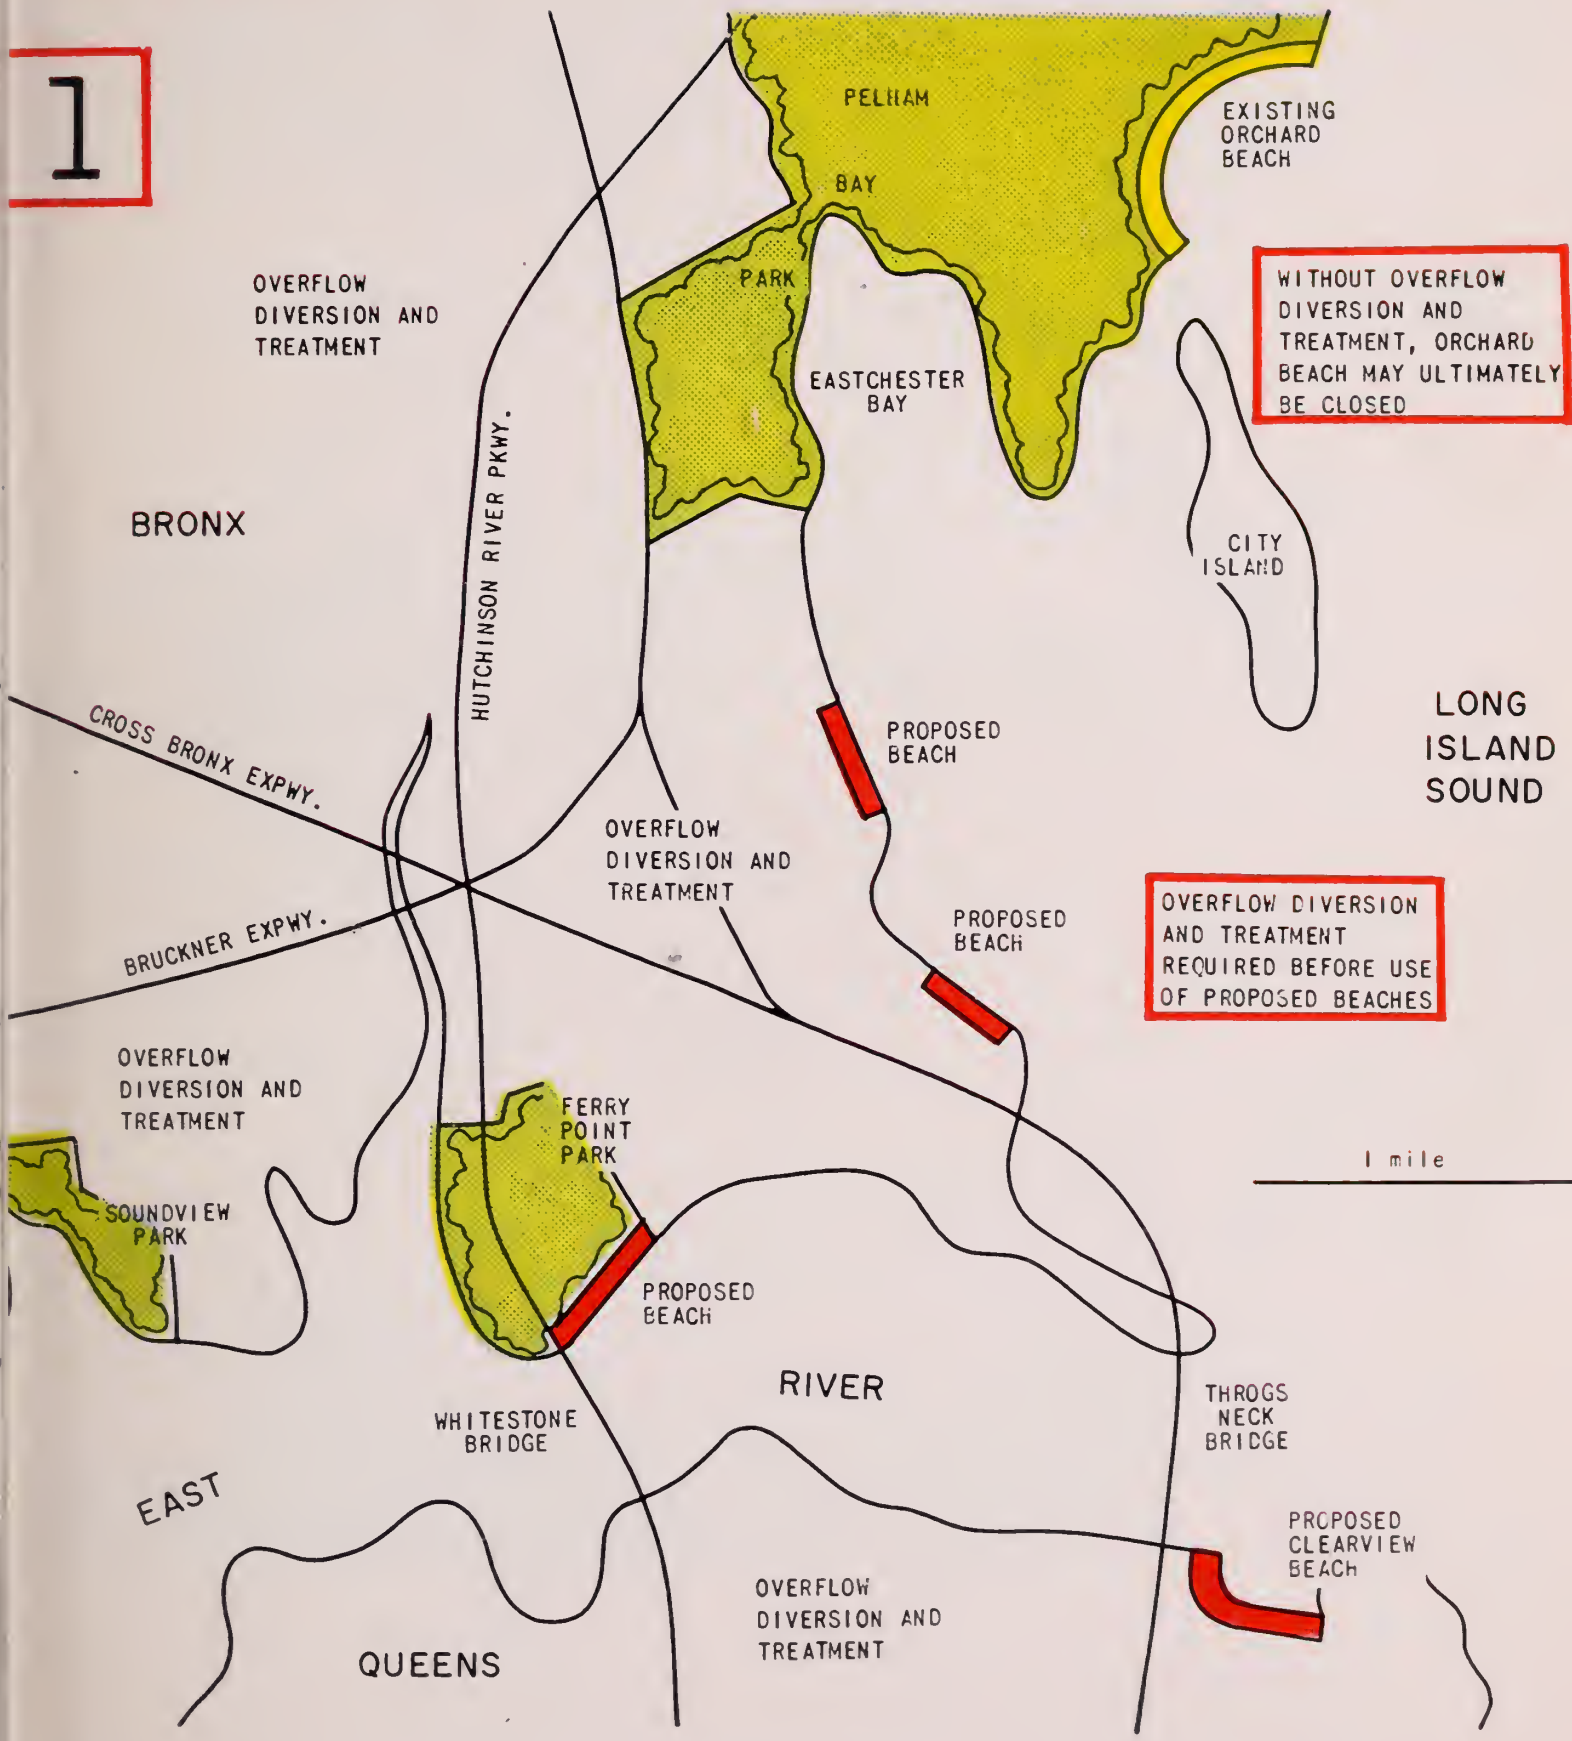 1
PELHAM
BAY
PARK
EXISTING
ORCHARD
BEACH
OVERFLOW
DIVERSION AND
TREATMENT
WITHOUT OVERFLOW
DIVERSION AND
TREATMENT, ORCHARD
BEACH MAY ULTIMATELY
BE CLOSED
EASTCHESTER
BAY
HUTCHINSON RIVER PKWY.
BRONX
CITY
ISLAND
LONG
ISLAND
SOUND
CROSS BRONX EXPWY.
PROPOSED
BEACH
OVERFLOW
DIVERSION AND
TREATMENT
BRUCKNER EXPWY.
PROPOSED
BEACH
OVERFLOW DIVERSION
AND TREATMENT
REQUIRED BEFORE USE
OF PROPOSED BEACHES
OVERFLOW
DIVERSION AND
TREATMENT
FERRY
POINT
PARK
1 mile
SOUNDVIEW
PARK
PROPOSED
BEACH
RIVER
WHITESTONE
BRIDGE
THROGS
NECK
BRIDGE
EAST
PROPOSED
CLEARVIEW
BEACH
OVERFLOW
DIVERSION AND
TREATMENT
QUEENS